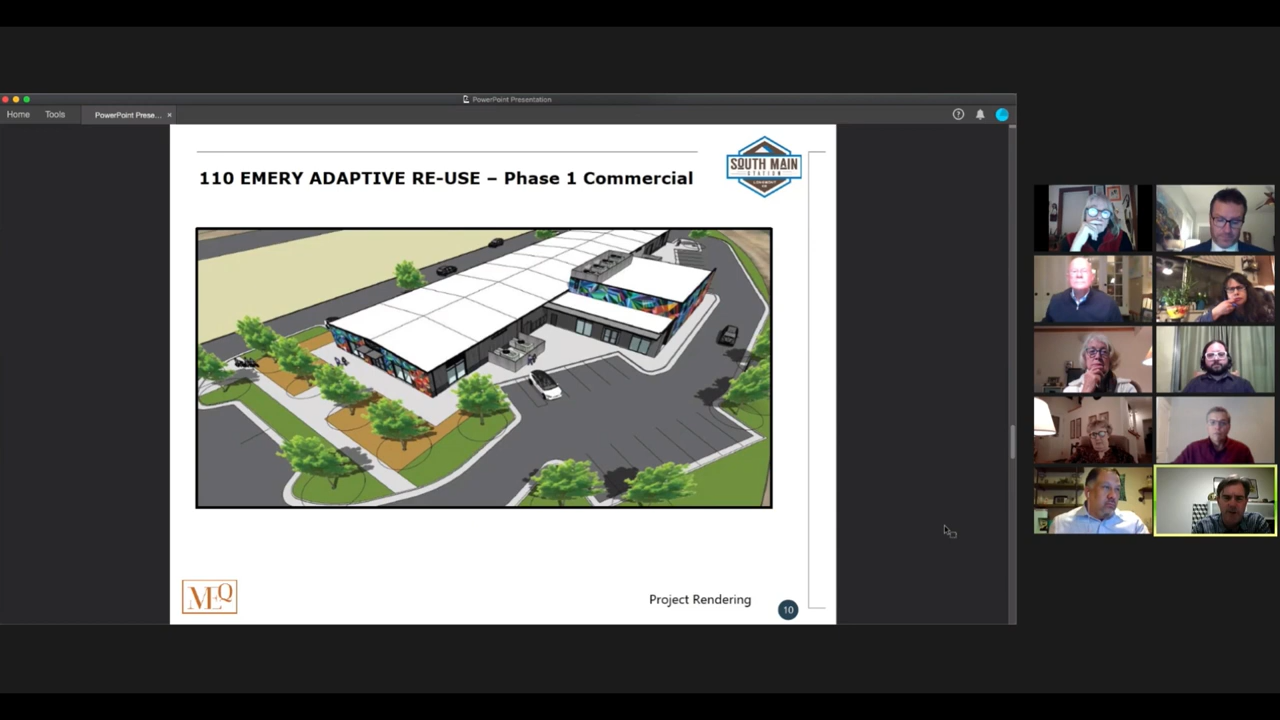 PowerPoint Presentation
Home Tools PowerPoint Prese... ×
110 EMERY ADAPTIVE RE-USE – Phase 1 Commercial
SOUTH MAIN
STATION
MEQ
Project Rendering
10